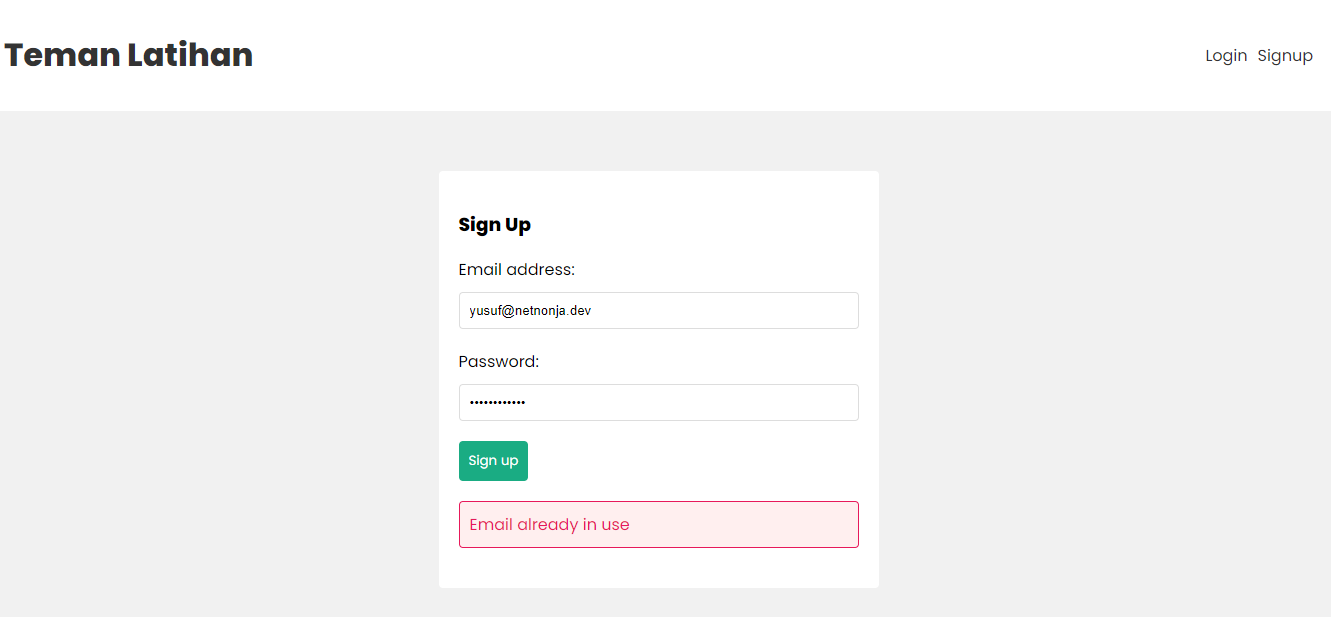 Teman Latihan
Login Signup
Sign Up
Email address:
yusuf@netnonja.dev
Password:
••••••••••••
Sign up
Email already in use